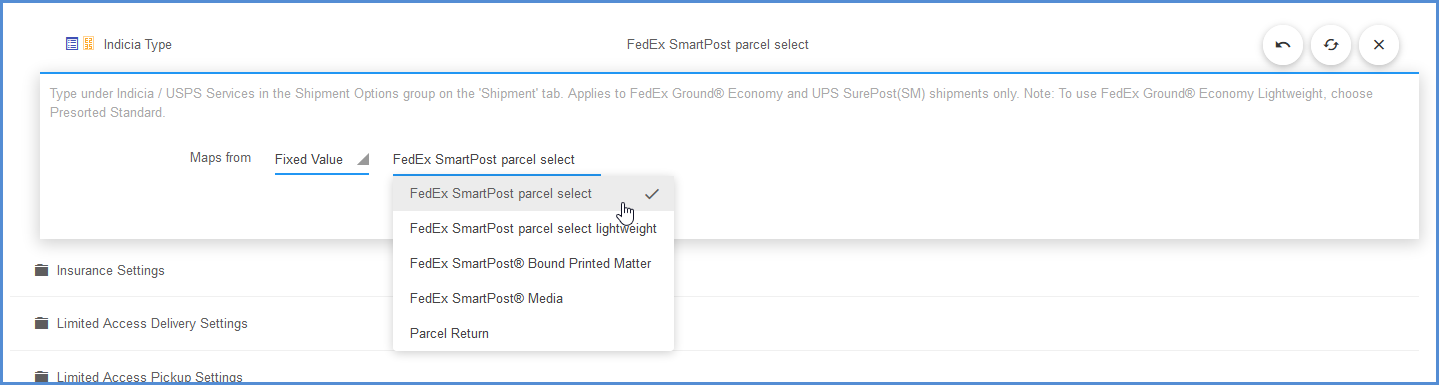 Indicia Type
FedEx SmartPost parcel select
Type under Indicia / USPS Services in the Shipment Options group on the 'Shipment' tab. Applies to FedEx Ground® Economy and UPS SurePost(SM) shipments only. Note: To use FedEx Ground® Economy Lightweight, choose
Presorted Standard.
Maps from
Fixed Value
FedEx SmartPost parcel select
FedEx SmartPost parcel select
FedEx SmartPost parcel select lightweight
FedEx SmartPost® Bound Printed Matter
FedEx SmartPost® Media
Parcel Return
Insurance Settings
Limited Access Delivery Settings
Limited Access Pickup Settings